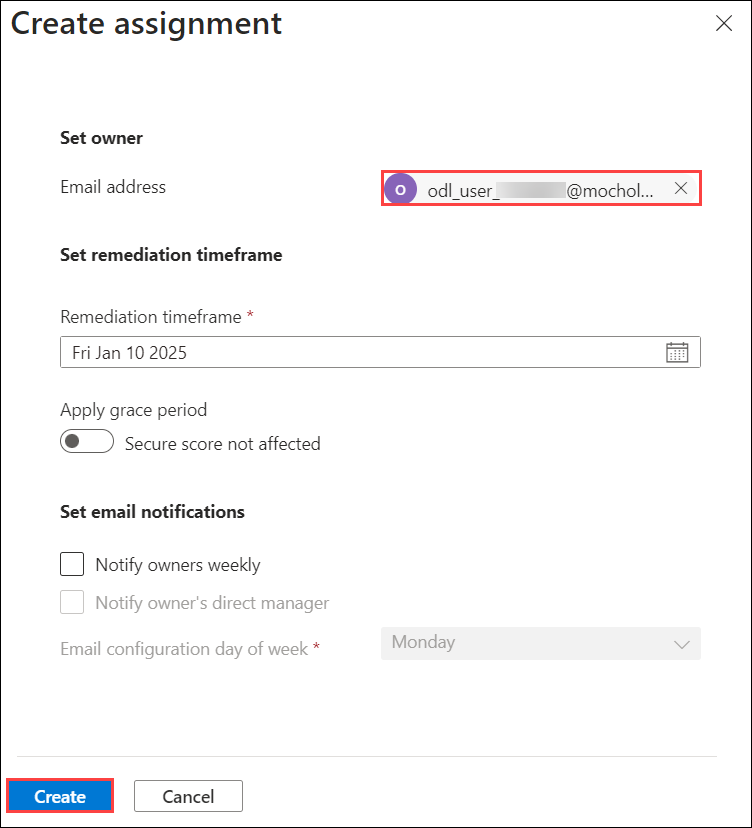 Create assignment
Set owner
Email address
O
odl_user_ @mochol...
Set remediation timeframe
Remediation timeframe *
Fri Jan 10 2025
Apply grace period
Secure score not affected
Set email notifications
Notify owners weekly
Notify owner's direct manager
Email configuration day of week *
Monday
Create
Cancel